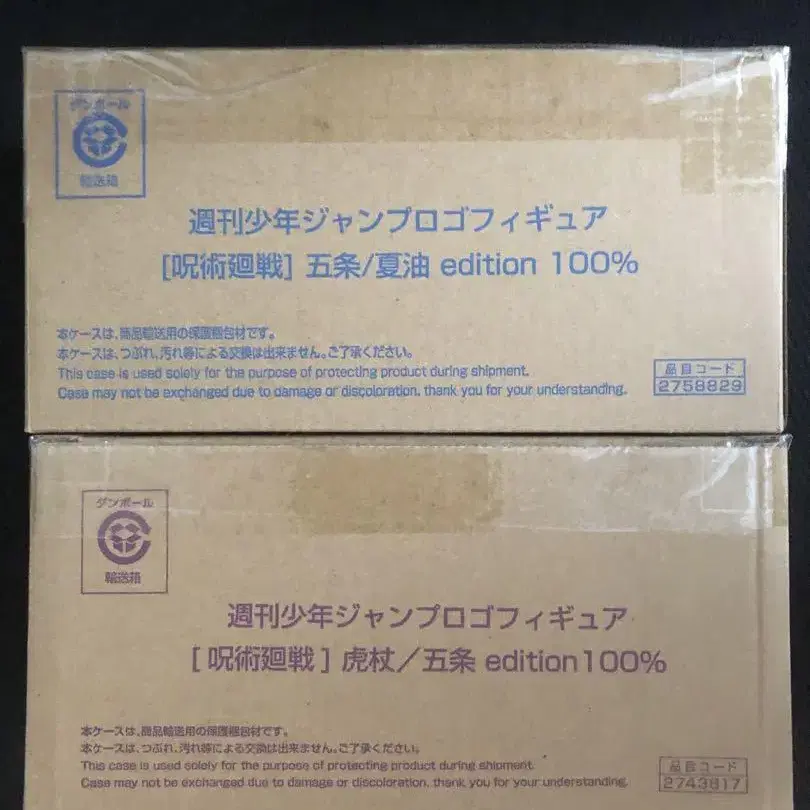 ダンボール
輸送箱
週刊少年ジャンプロゴフィギュア
[呪術廻戦] 五条/夏油 edition 100%
本ケースは、商品輸送用の保護梱包材です。
本ケースは、つぶれ、汚れ等による交換は出来ません。ご了承ください。
This case is used solely for the purpose of protecting product during shipment.
Case may not be exchanged due to damage or discoloration. thank you for your understanding.
品目コード
2758829
ダンボール
輸送箱
週刊少年ジャンプロゴフィギュア
[呪術廻戦] 虎杖／五条 edition100%
本ケースは、商品輸送用の保護梱包材です。
本ケースは、つぶれ、汚れ等による交換は出来ません。ご了承ください。
This case is used solely for the purpose of protecting product during shipment.
Case may not be exchanged due to damage or discoloration. thank you for your understanding.
品目コード
2743817